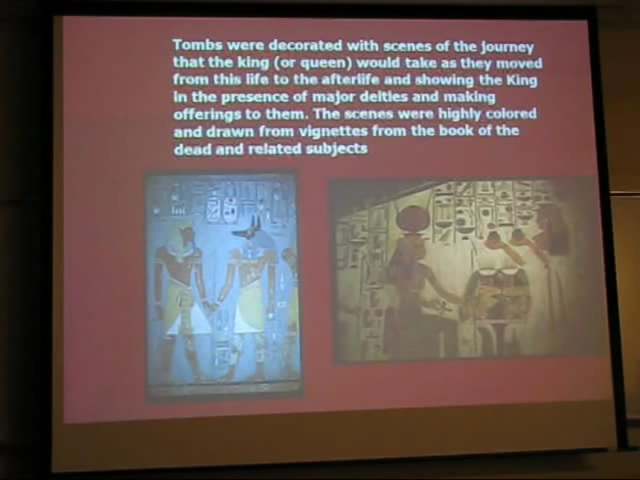 Tombs were decorated with scenes of the journey
that the king (or queen) would take as they moved
from this life to the afterlife and showing the King
in the presence of major deities and making
offerings to them. The scenes were highly colored
and drawn from vignettes from the book of the
dead and related subjects